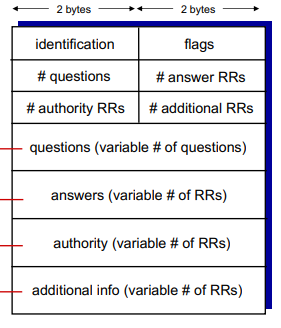 2 bytes 2 bytes
identification flags
# questions # answer RRs
# authority RRs # additional RRs
questions (variable # of questions)
answers (variable # of RRs)
authority (variable # of RRs)
additional info (variable # of RRs)